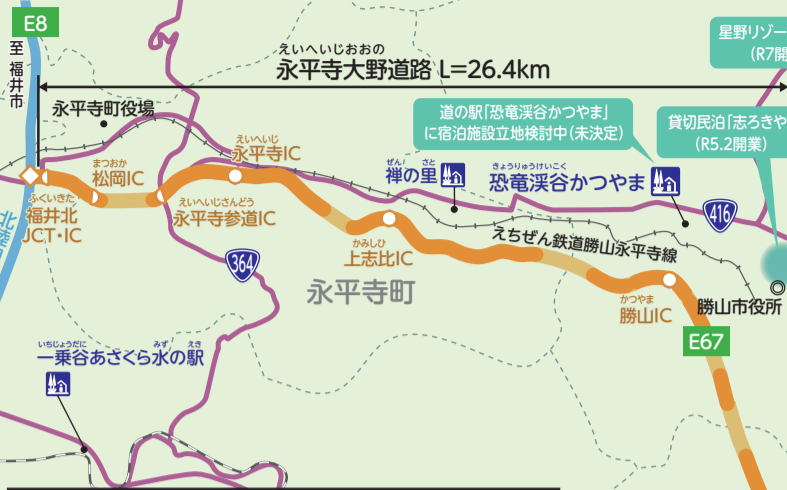 E8
至 福井市
えいへいじおおの
永平寺大野道路 L=26.4km
星野リゾー
(R7開
永平寺町役場
道の駅「恐竜渓谷かつやま」
に宿泊施設立地検討中(未決定)
貸切民泊「志ろきや
(R5.2開業)
まつおか
松岡IC
えいへいじ
永平寺IC
ぜん さと
禅の里
きょうりゅうけいこく
恐竜渓谷かつやま
416
ふくいきた
福井北
JCT・IC
えいへいじさんどう
永平寺参道IC
かみしひ
上志比IC
えちぜん鉄道勝山永平寺線
364
永平寺町
かつやま
勝山IC
勝山市役所
E67
いちじょうだに みず えき
一乗谷あさくら水の駅